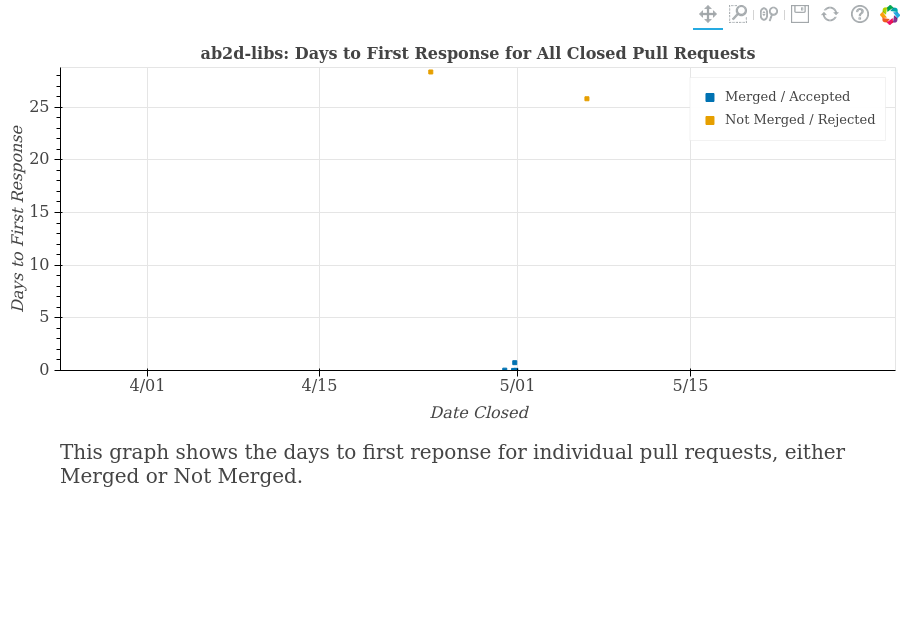 ab2d-libs: Days to First Response for All Closed Pull Requests
Merged / Accepted
Not Merged / Rejected
Days to First Response
25
20
15
10
5
0
4/01
4/15
5/01
5/15
Date Closed
This graph shows the days to first reponse for individual pull requests, either
Merged or Not Merged.